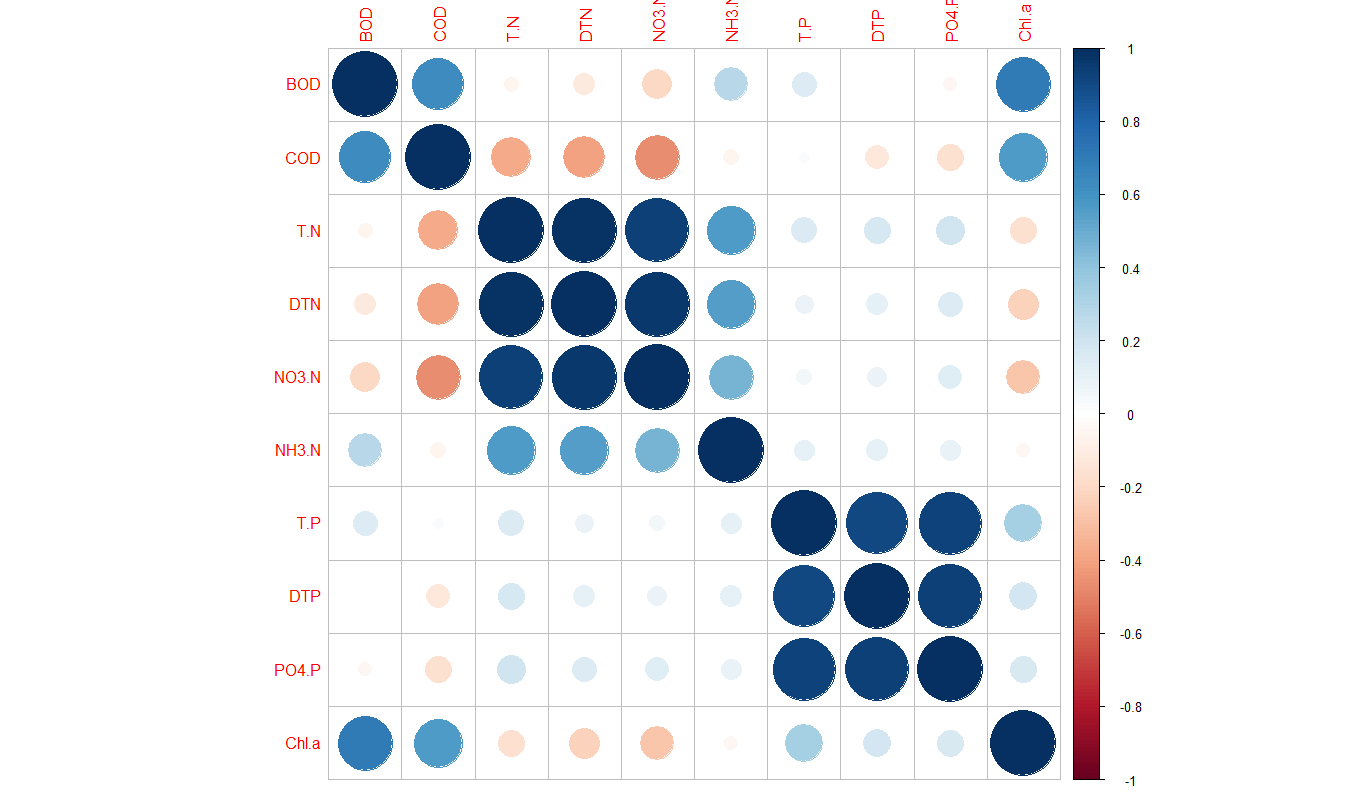 BOD COD T.N DTN NO3.N NH3.N T.P DTP PO4.P Chl.a
1
BOD
0.8
COD
0.6
T.N
0.4
DTN
0.2
NO3.N
0
NH3.N
-0.2
T.P
-0.4
DTP
-0.6
PO4.P
-0.8
Chl.a
-1